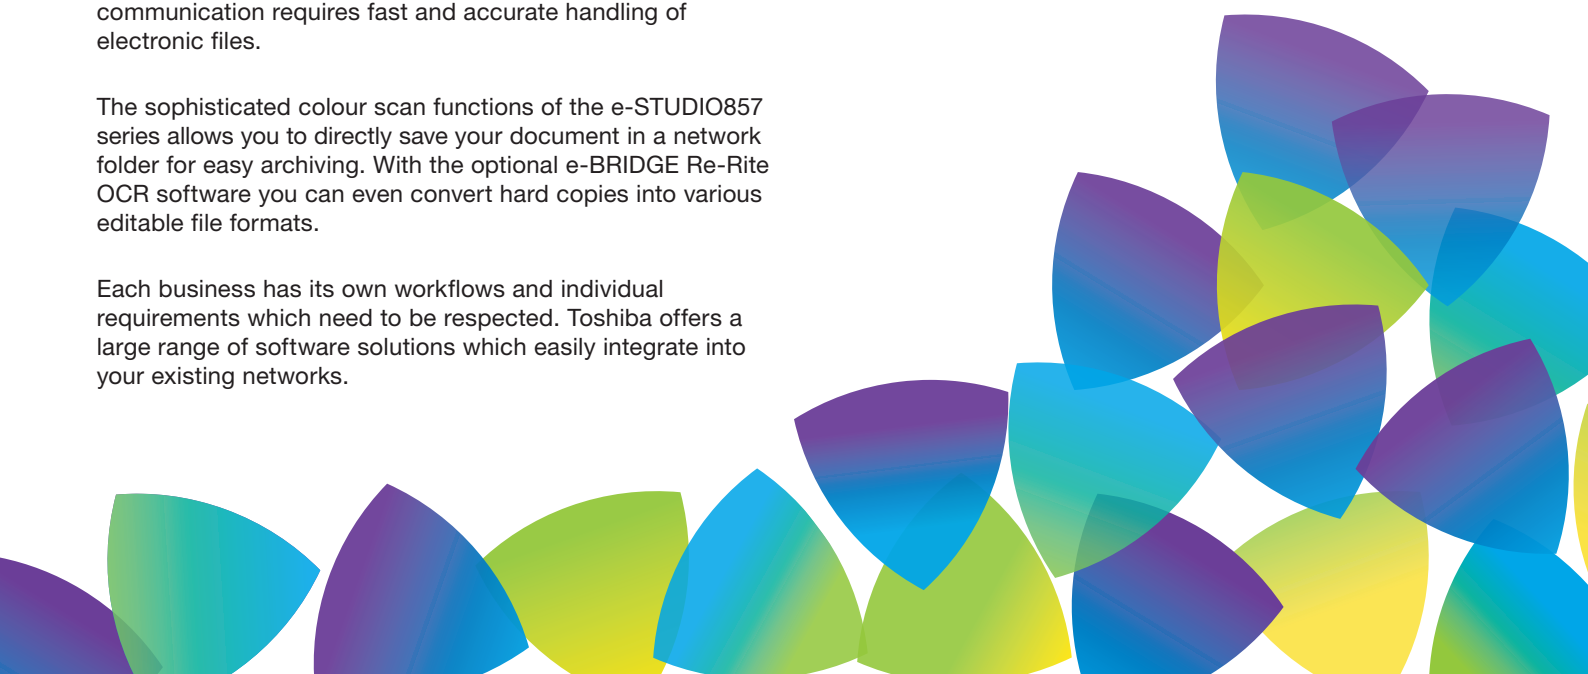 communication requires fast and accurate handling of
electronic files.
The sophisticated colour scan functions of the e-STUDIO857
series allows you to directly save your document in a network
folder for easy archiving. With the optional e-BRIDGE Re-Rite
OCR software you can even convert hard copies into various
editable file formats.
Each business has its own workflows and individual
requirements which need to be respected. Toshiba offers a
large range of software solutions which easily integrate into
your existing networks.